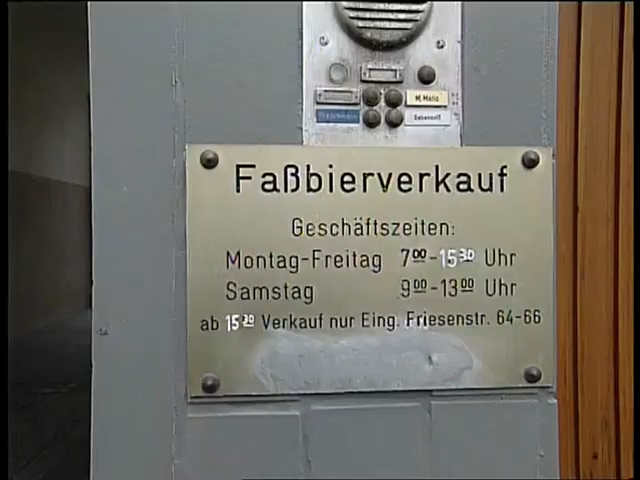 M. Mello
Faßbierverkauf
Geschäftszeiten:
Montag-Freitag 7⁰⁰-15³⁰ Uhr
Samstag 9⁰⁰-13⁰⁰ Uhr
ab 15³⁰ Verkauf nur Eing. Friesenstr. 64-66